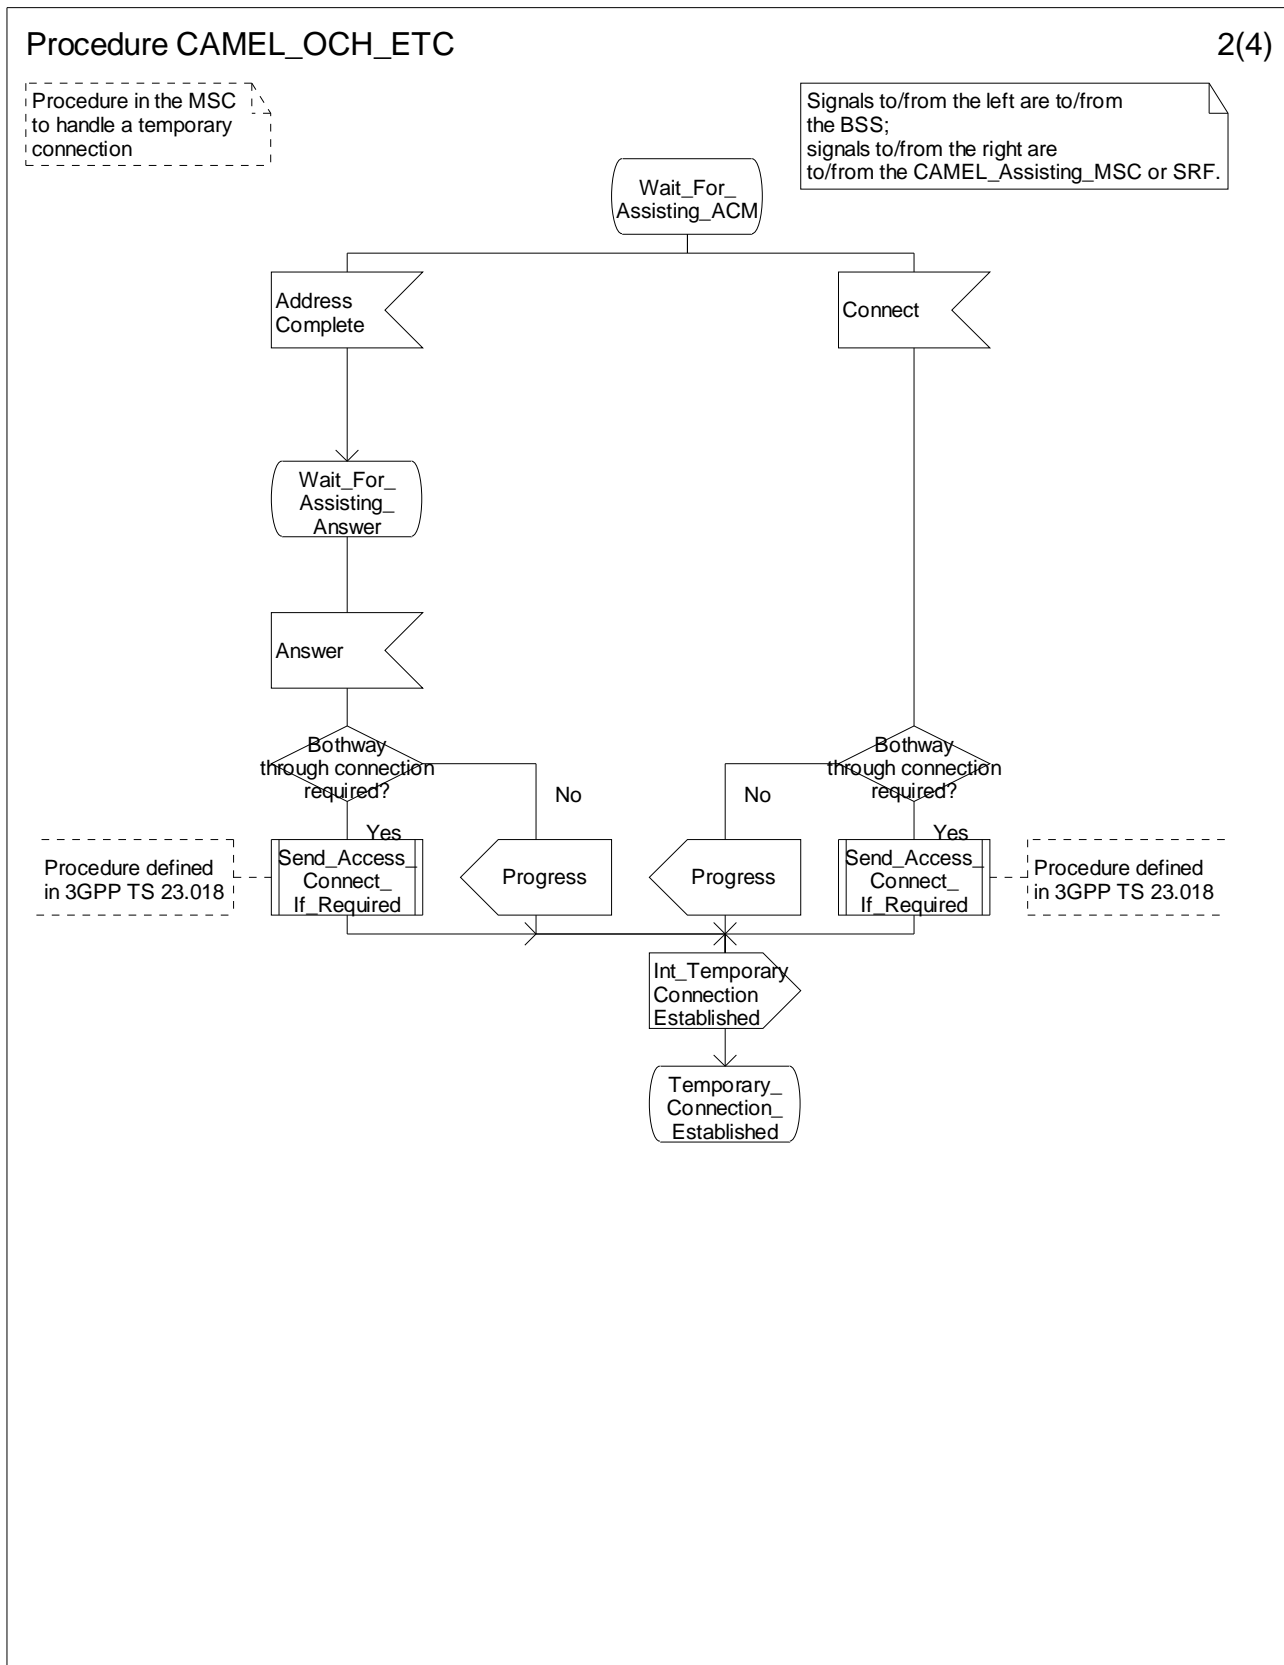 Procedure CAMEL_OCH_ETC
2(4)
Procedure in the MSC
to handle a temporary
connection
Signals to/from the left are to/from
the BSS;
signals to/from the right are
to/from the CAMEL_Assisting_MSC or SRF.
Wait_For_
Assisting_ACM
Address
Complete
Connect
Wait_For_
Assisting_
Answer
Answer
Bothway
through connection
required?
No
Yes
Bothway
through connection
required?
No
Yes
Procedure defined
in 3GPP TS 23.018
Send_Access_
Connect_
If_Required
Progress
Progress
Send_Access_
Connect_
If_Required
Procedure defined
in 3GPP TS 23.018
Int_Temporary
Connection
Established
Temporary_
Connection_
Established